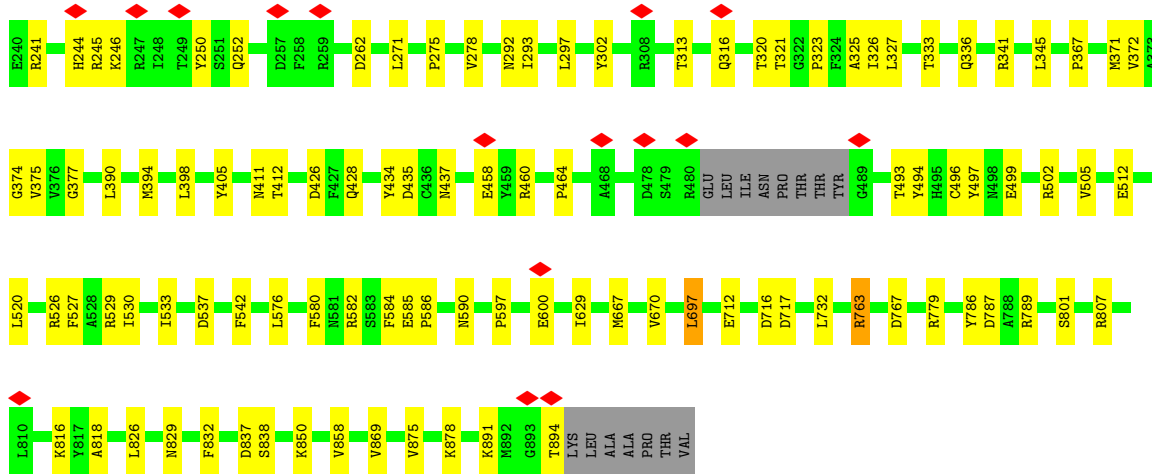 E240 R241 H244 R245 K246 R247 I248 T249 Y250 S251 Q252 D257 F258 R259 D262 L271 P275 V278 N292 I293 L297 Y302 R308 T313 Q316 T320 T321 G322 P323 F324 A325 I326 L327 T333 Q336 R341 L345 P367 M371 V372 A373
G374 V375 V376 G377 L390 M394 L398 Y405 N411 T412 D426 F427 Q428 Y434 D435 C436 N437 E458 Y459 R460 P464 A468 D478 S479 R480 GLU LEU ILE ASN PRO THR THR TYR G489 T493 Y494 H495 C496 Y497 N498 E499 R502 V505 E512
L520 R526 F527 A528 R529 I530 I533 D537 F542 L576 F580 N581 R582 S583 F584 E585 P586 N590 P597 E600 I629 M667 V670 L697 E712 D716 D717 L732 R763 D767 R779 Y786 D787 A788 R789 S801 R807
L810 K816 Y817 A818 L826 N829 F832 D837 S838 K850 V858 V869 V875 K878 K891 M892 G893 T894 LYS LEU ALA ALA PRO THR VAL